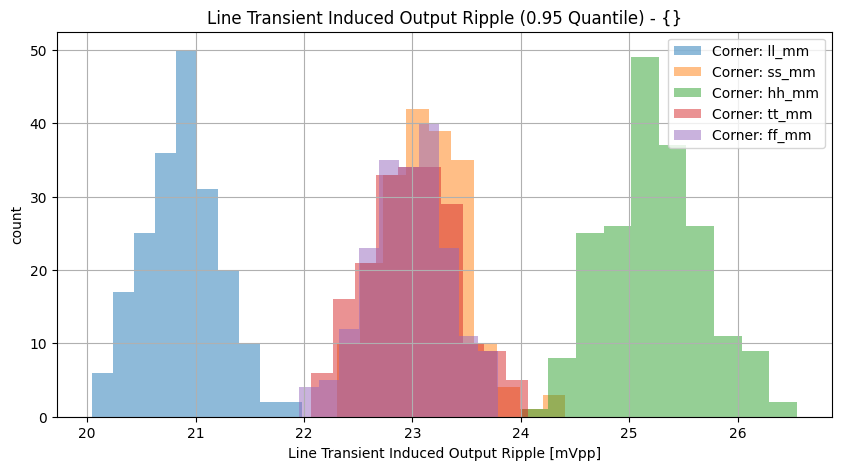 Line Transient Induced Output Ripple (0.95 Quantile) - {}
Corner: ll_mm
Corner: ss_mm
Corner: hh_mm
Corner: tt_mm
Corner: ff_mm
50
40
30
20
10
0
count
20 21 22 23 24 25 26
Line Transient Induced Output Ripple [mVpp]